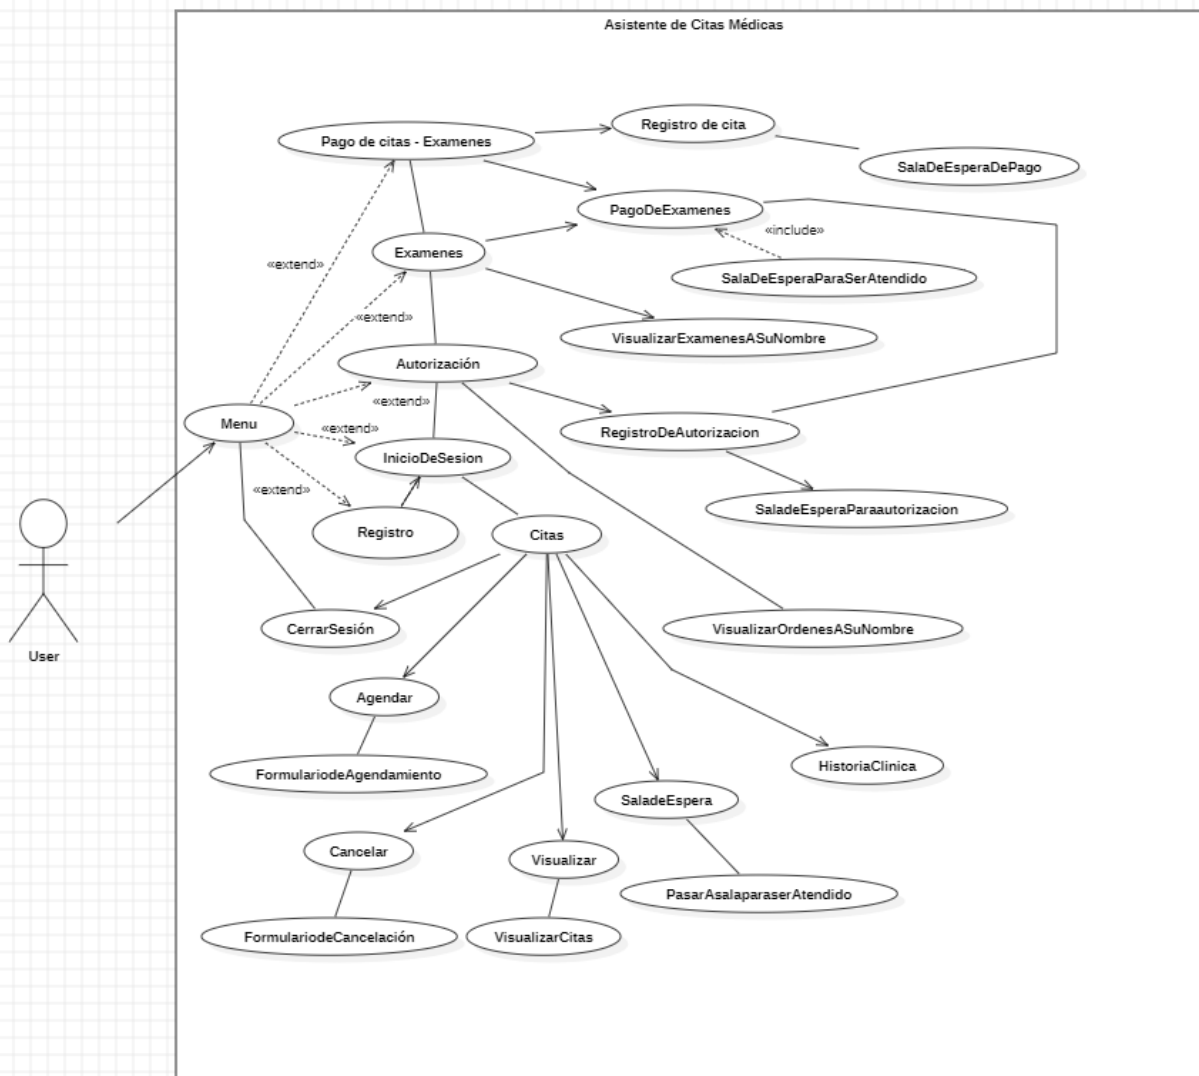 Asistente de Citas Médicas
Registro de cita
Pago de citas - Examenes
SalaDeEsperaDePago
PagoDeExamenes
«include»
Examenes
«extend»
SalaDeEsperaParaSerAtendido
«extend»
VisualizarExamenesASuNombre
Autorización
«extend»
Menu
«extend»
RegistroDeAutorizacion
InicioDeSesion
«extend»
SaladeEsperaParaautorizacion
Registro
Citas
CerrarSesión
VisualizarOrdenesASuNombre
User
Agendar
HistoriaClinica
FormulariodeAgendamiento
SaladeEspera
Cancelar
Visualizar
PasarAsalaparaserAtendido
FormulariodeCancelación
VisualizarCitas